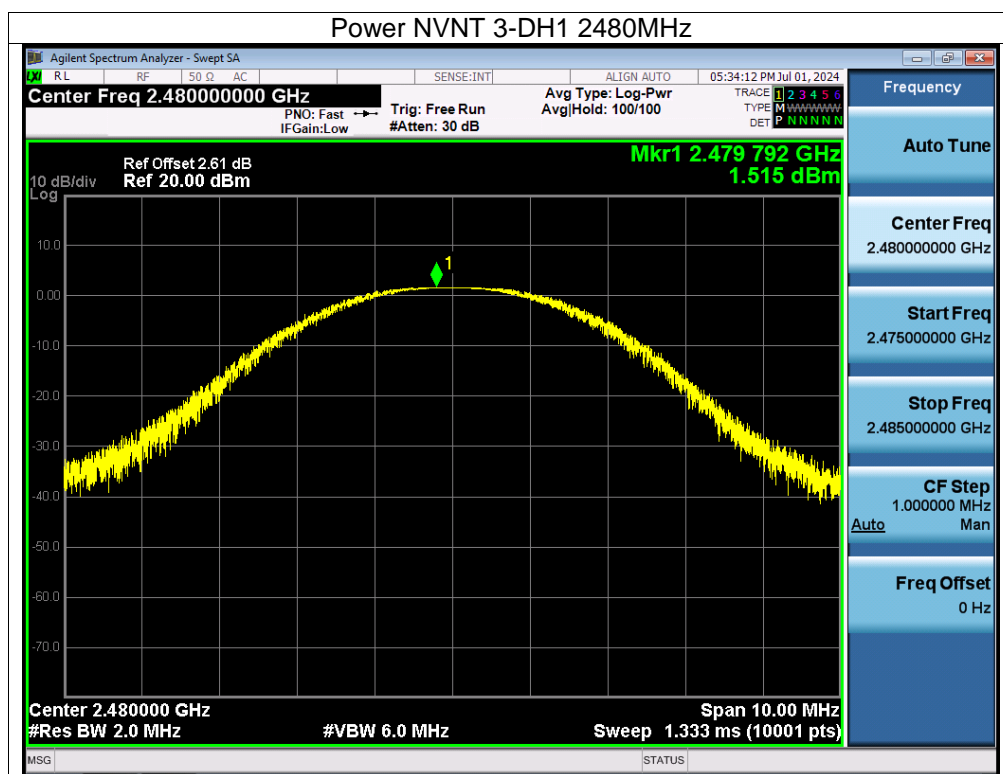 Power NVNT 3-DH1 2480MHz
Agilent Spectrum Analyzer - Swept SA
LXI RL RF 50 Ω AC SENSE:INT ALIGN AUTO 05:34:12 PM Jul 01, 2024
Center Freq 2.480000000 GHz
PNO: Fast
IFGain:Low
Trig: Free Run
#Atten: 30 dB
Avg Type: Log-Pwr
Avg|Hold: 100/100
TRACE 1 2 3 4 5 6
TYPE M WWWWW
DET P N N N N N
Ref Offset 2.61 dB
10 dB/div Ref 20.00 dBm
Log
Mkr1 2.479 792 GHz
1.515 dBm
1
10.0
0.00
-10.0
-20.0
-30.0
-40.0
-50.0
-60.0
-70.0
Center 2.480000 GHz Span 10.00 MHz
#Res BW 2.0 MHz #VBW 6.0 MHz Sweep 1.333 ms (10001 pts)
MSG STATUS
Frequency
Auto Tune
Center Freq
2.480000000 GHz
Start Freq
2.475000000 GHz
Stop Freq
2.485000000 GHz
CF Step
1.000000 MHz
Auto Man
Freq Offset
0 Hz